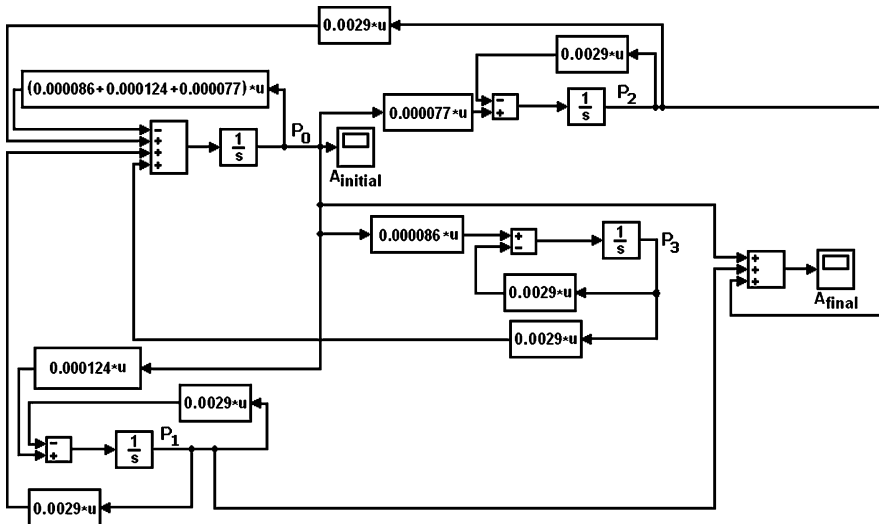 0.0029*u
0.0029*u
(0.000086+0.000124+0.000077)*u
P2
0.000077*u
1/s
P0
1/s
Ainitial
0.000086*u
1/s
P3
0.0029*u
Afinal
0.0029*u
0.000124*u
0.0029*u
P1
1/s
0.0029*u